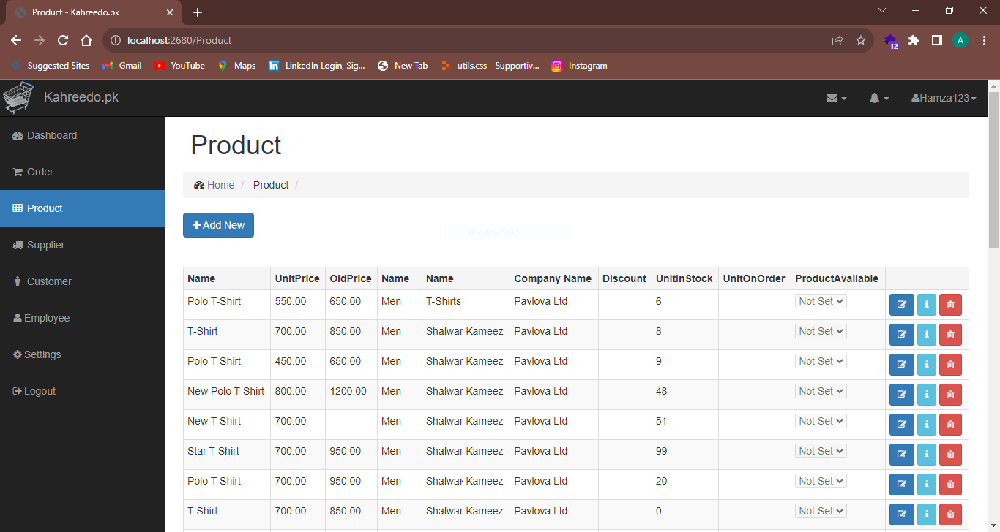 Product - Kahreedo.pk
localhost:2680/Product
12
A
Suggested Sites Gmail YouTube Maps LinkedIn Login, Sig... New Tab utils.css - Supportiv... Instagram
Kahreedo.pk
Hamza123
Dashboard
Order
Product
Supplier
Customer
Employee
Settings
Logout
Product
Home / Product /
Add New
Name UnitPrice OldPrice Name Name Company Name Discount UnitInStock UnitOnOrder ProductAvailable
Polo T-Shirt 550.00 650.00 Men T-Shirts Pavlova Ltd 6 Not Set
T-Shirt 700.00 850.00 Men Shalwar Kameez Pavlova Ltd 8 Not Set
Polo T-Shirt 450.00 650.00 Men Shalwar Kameez Pavlova Ltd 9 Not Set
New Polo T-Shirt 800.00 1200.00 Men Shalwar Kameez Pavlova Ltd 48 Not Set
New T-Shirt 700.00 Men Shalwar Kameez Pavlova Ltd 51 Not Set
Star T-Shirt 700.00 950.00 Men Shalwar Kameez Pavlova Ltd 99 Not Set
Polo T-Shirt 700.00 950.00 Men Shalwar Kameez Pavlova Ltd 20 Not Set
T-Shirt 700.00 850.00 Men Shalwar Kameez Pavlova Ltd 0 Not Set